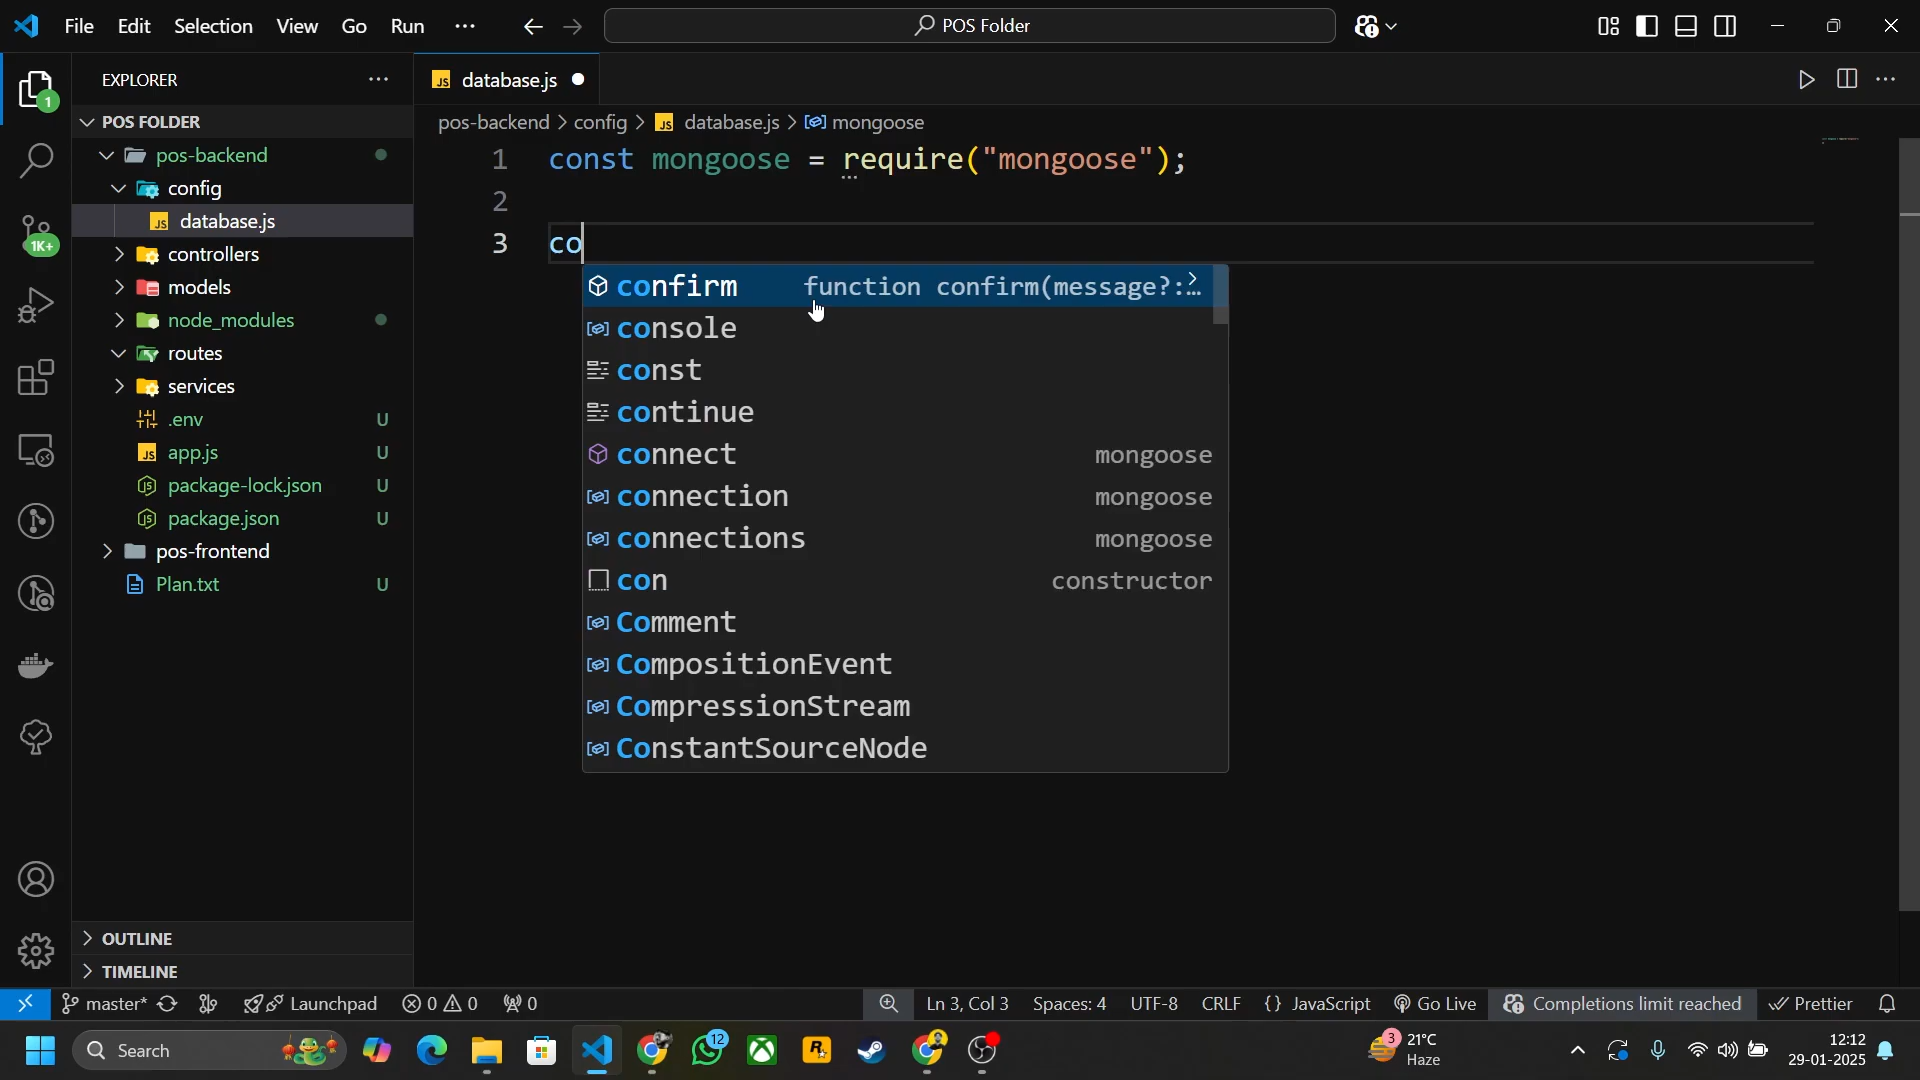 File Edit Selection View Go Run ...
POS Folder
EXPLORER
database.js
POS FOLDER
pos-backend > config > database.js > mongoose
pos-backend
config
database.js
controllers
models
node_modules
routes
services
.env U
app.js U
package-lock.json U
package.json U
pos-frontend
Plan.txt U
OUTLINE
TIMELINE
1 const mongoose = require("mongoose");
2
3 co
confirm function confirm(message?:...
console
const
continue
connect mongoose
connection mongoose
connections mongoose
con constructor
Comment
CompositionEvent
CompressionStream
ConstantSourceNode
1
1K+
master* Launchpad 0 0 0 Ln 3, Col 3 Spaces: 4 UTF-8 CRLF {} JavaScript Go Live Completions limit reached Prettier
Search
12
3
21°C
Haze
12:12
29-01-2025